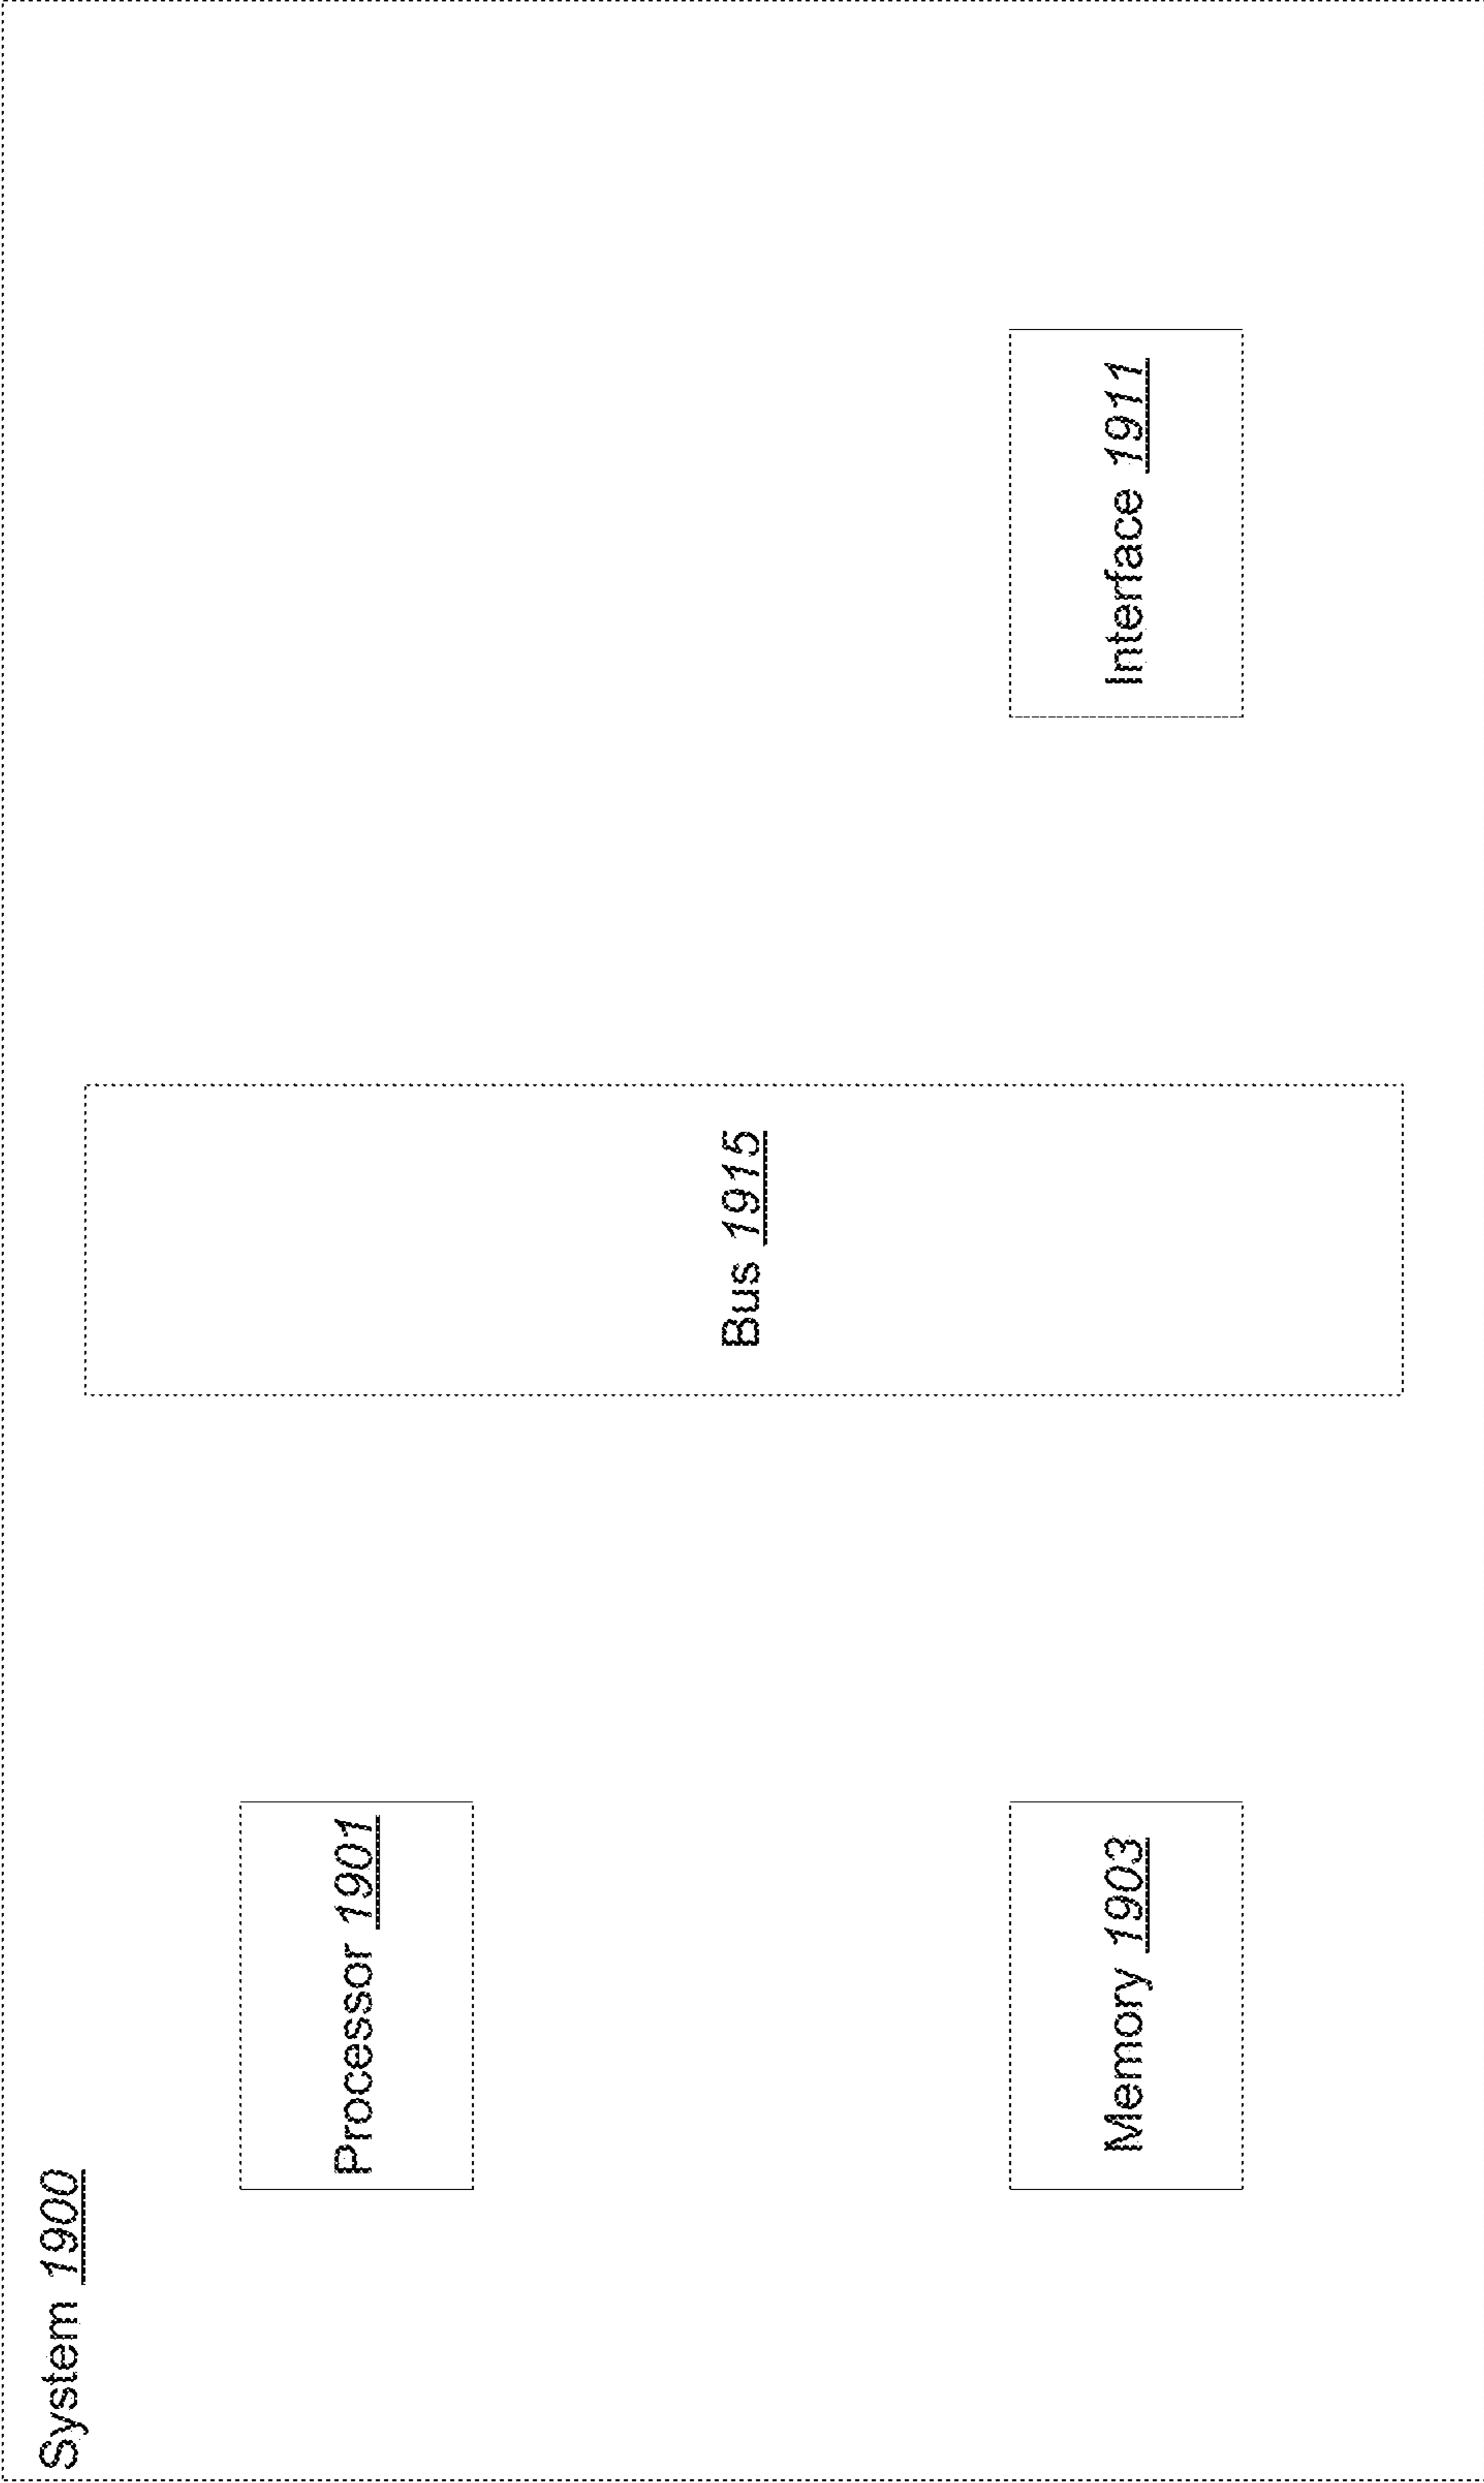 System 1900
Processor 1901
Memory 1903
Bus 1915
Interface 1911